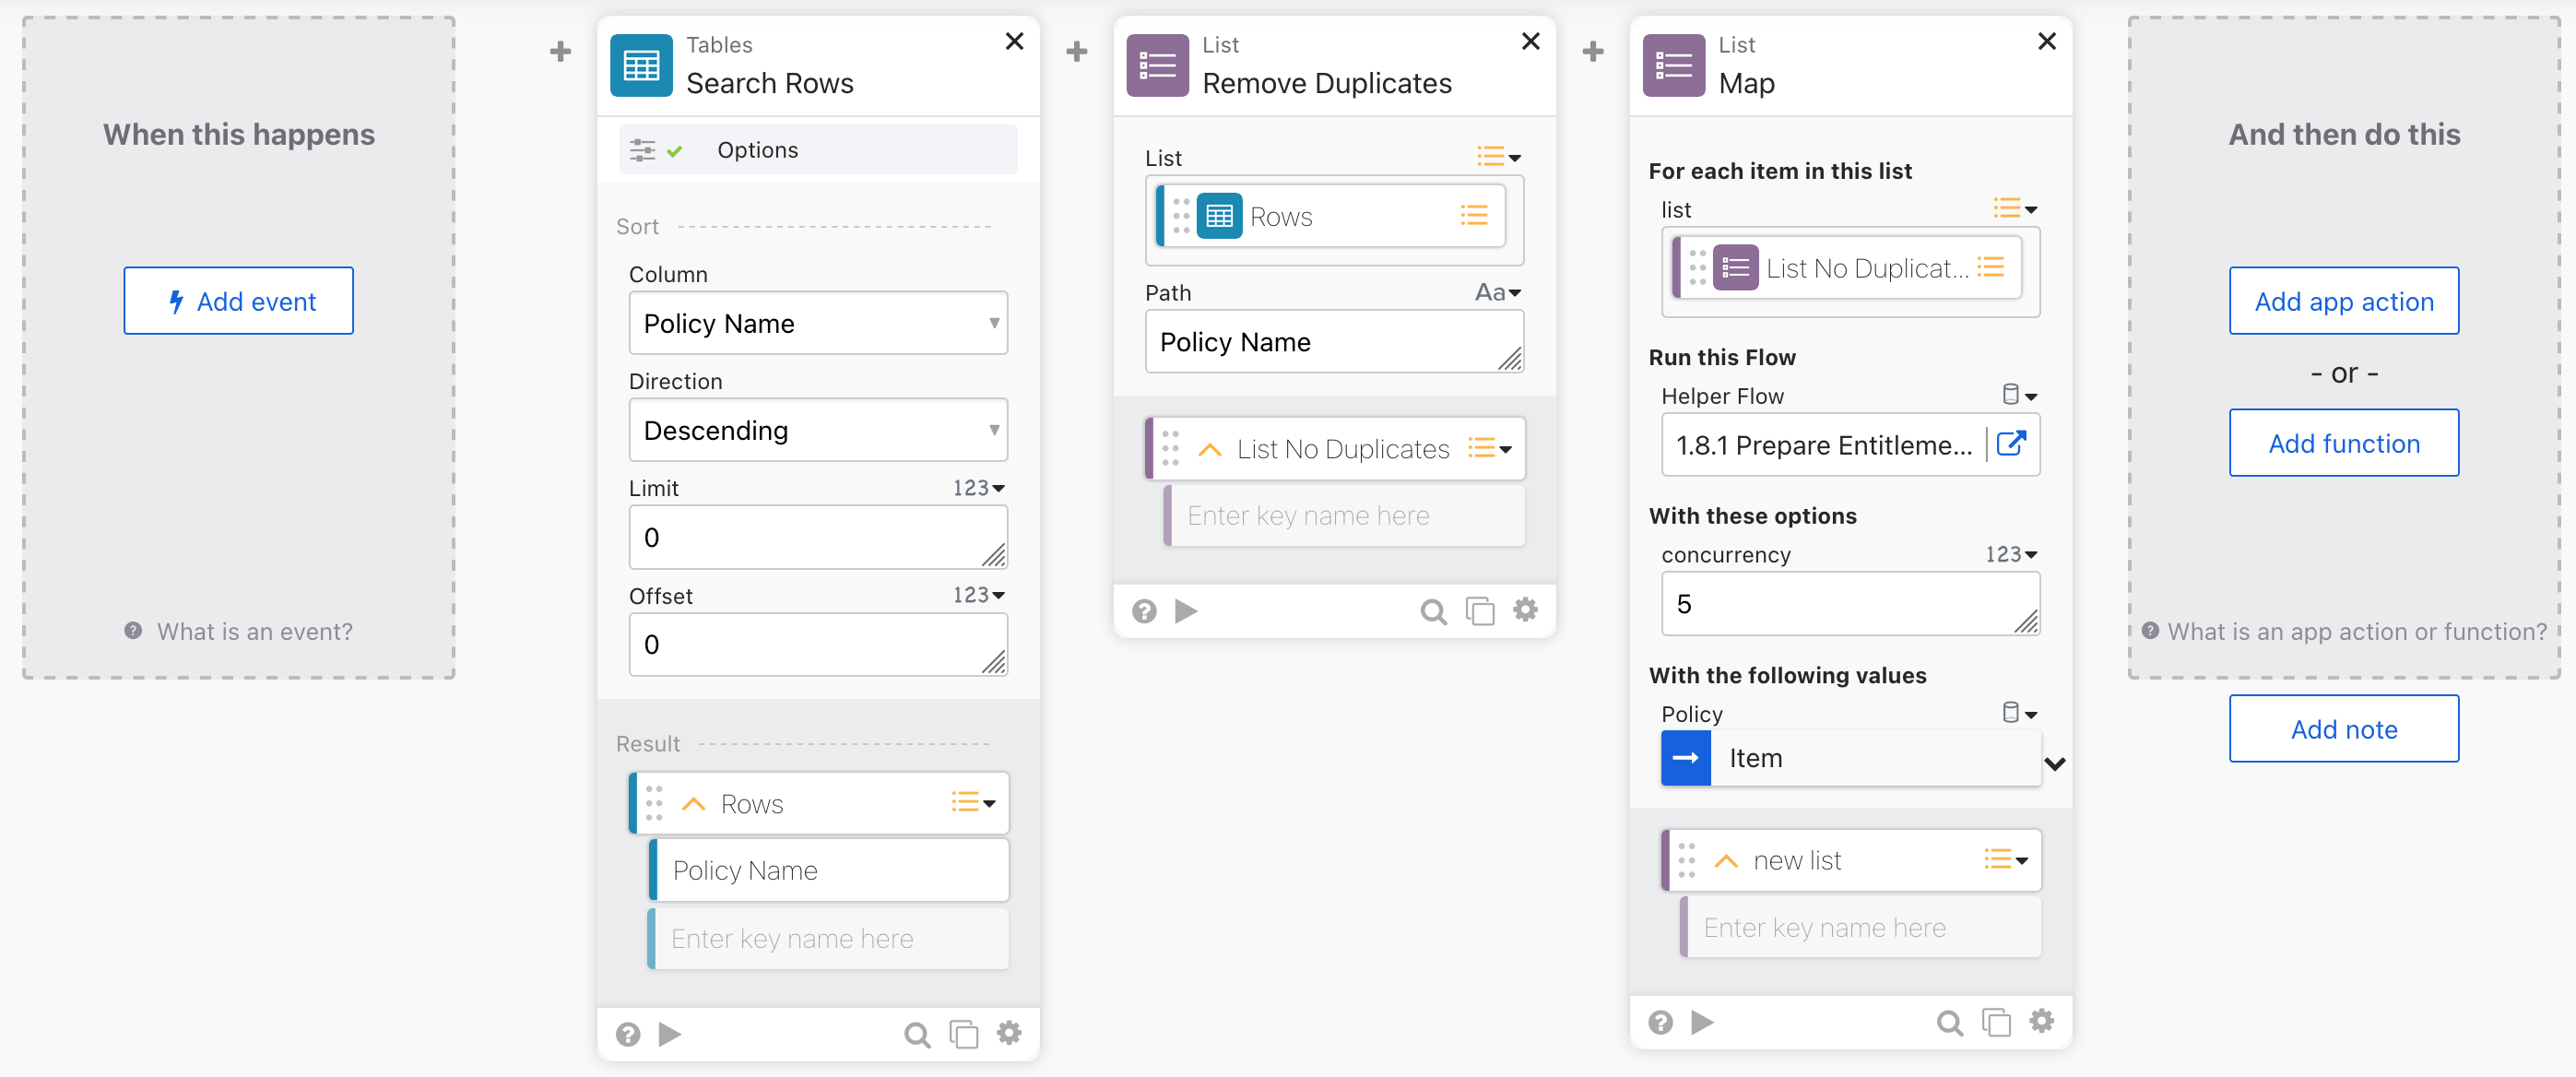 When this happens
Add event
What is an event?
Tables
Search Rows
Options
Sort
Column
Policy Name
Direction
Descending
Limit
123
0
Offset
123
0
Result
Rows
Policy Name
Enter key name here
List
Remove Duplicates
List
Rows
Path
Aa
Policy Name
List No Duplicates
Enter key name here
List
Map
For each item in this list
list
List No Duplicat...
Run this Flow
Helper Flow
1.8.1 Prepare Entitleme...
With these options
concurrency
123
5
With the following values
Policy
Item
new list
Enter key name here
And then do this
Add app action
- or -
Add function
What is an app action or function?
Add note